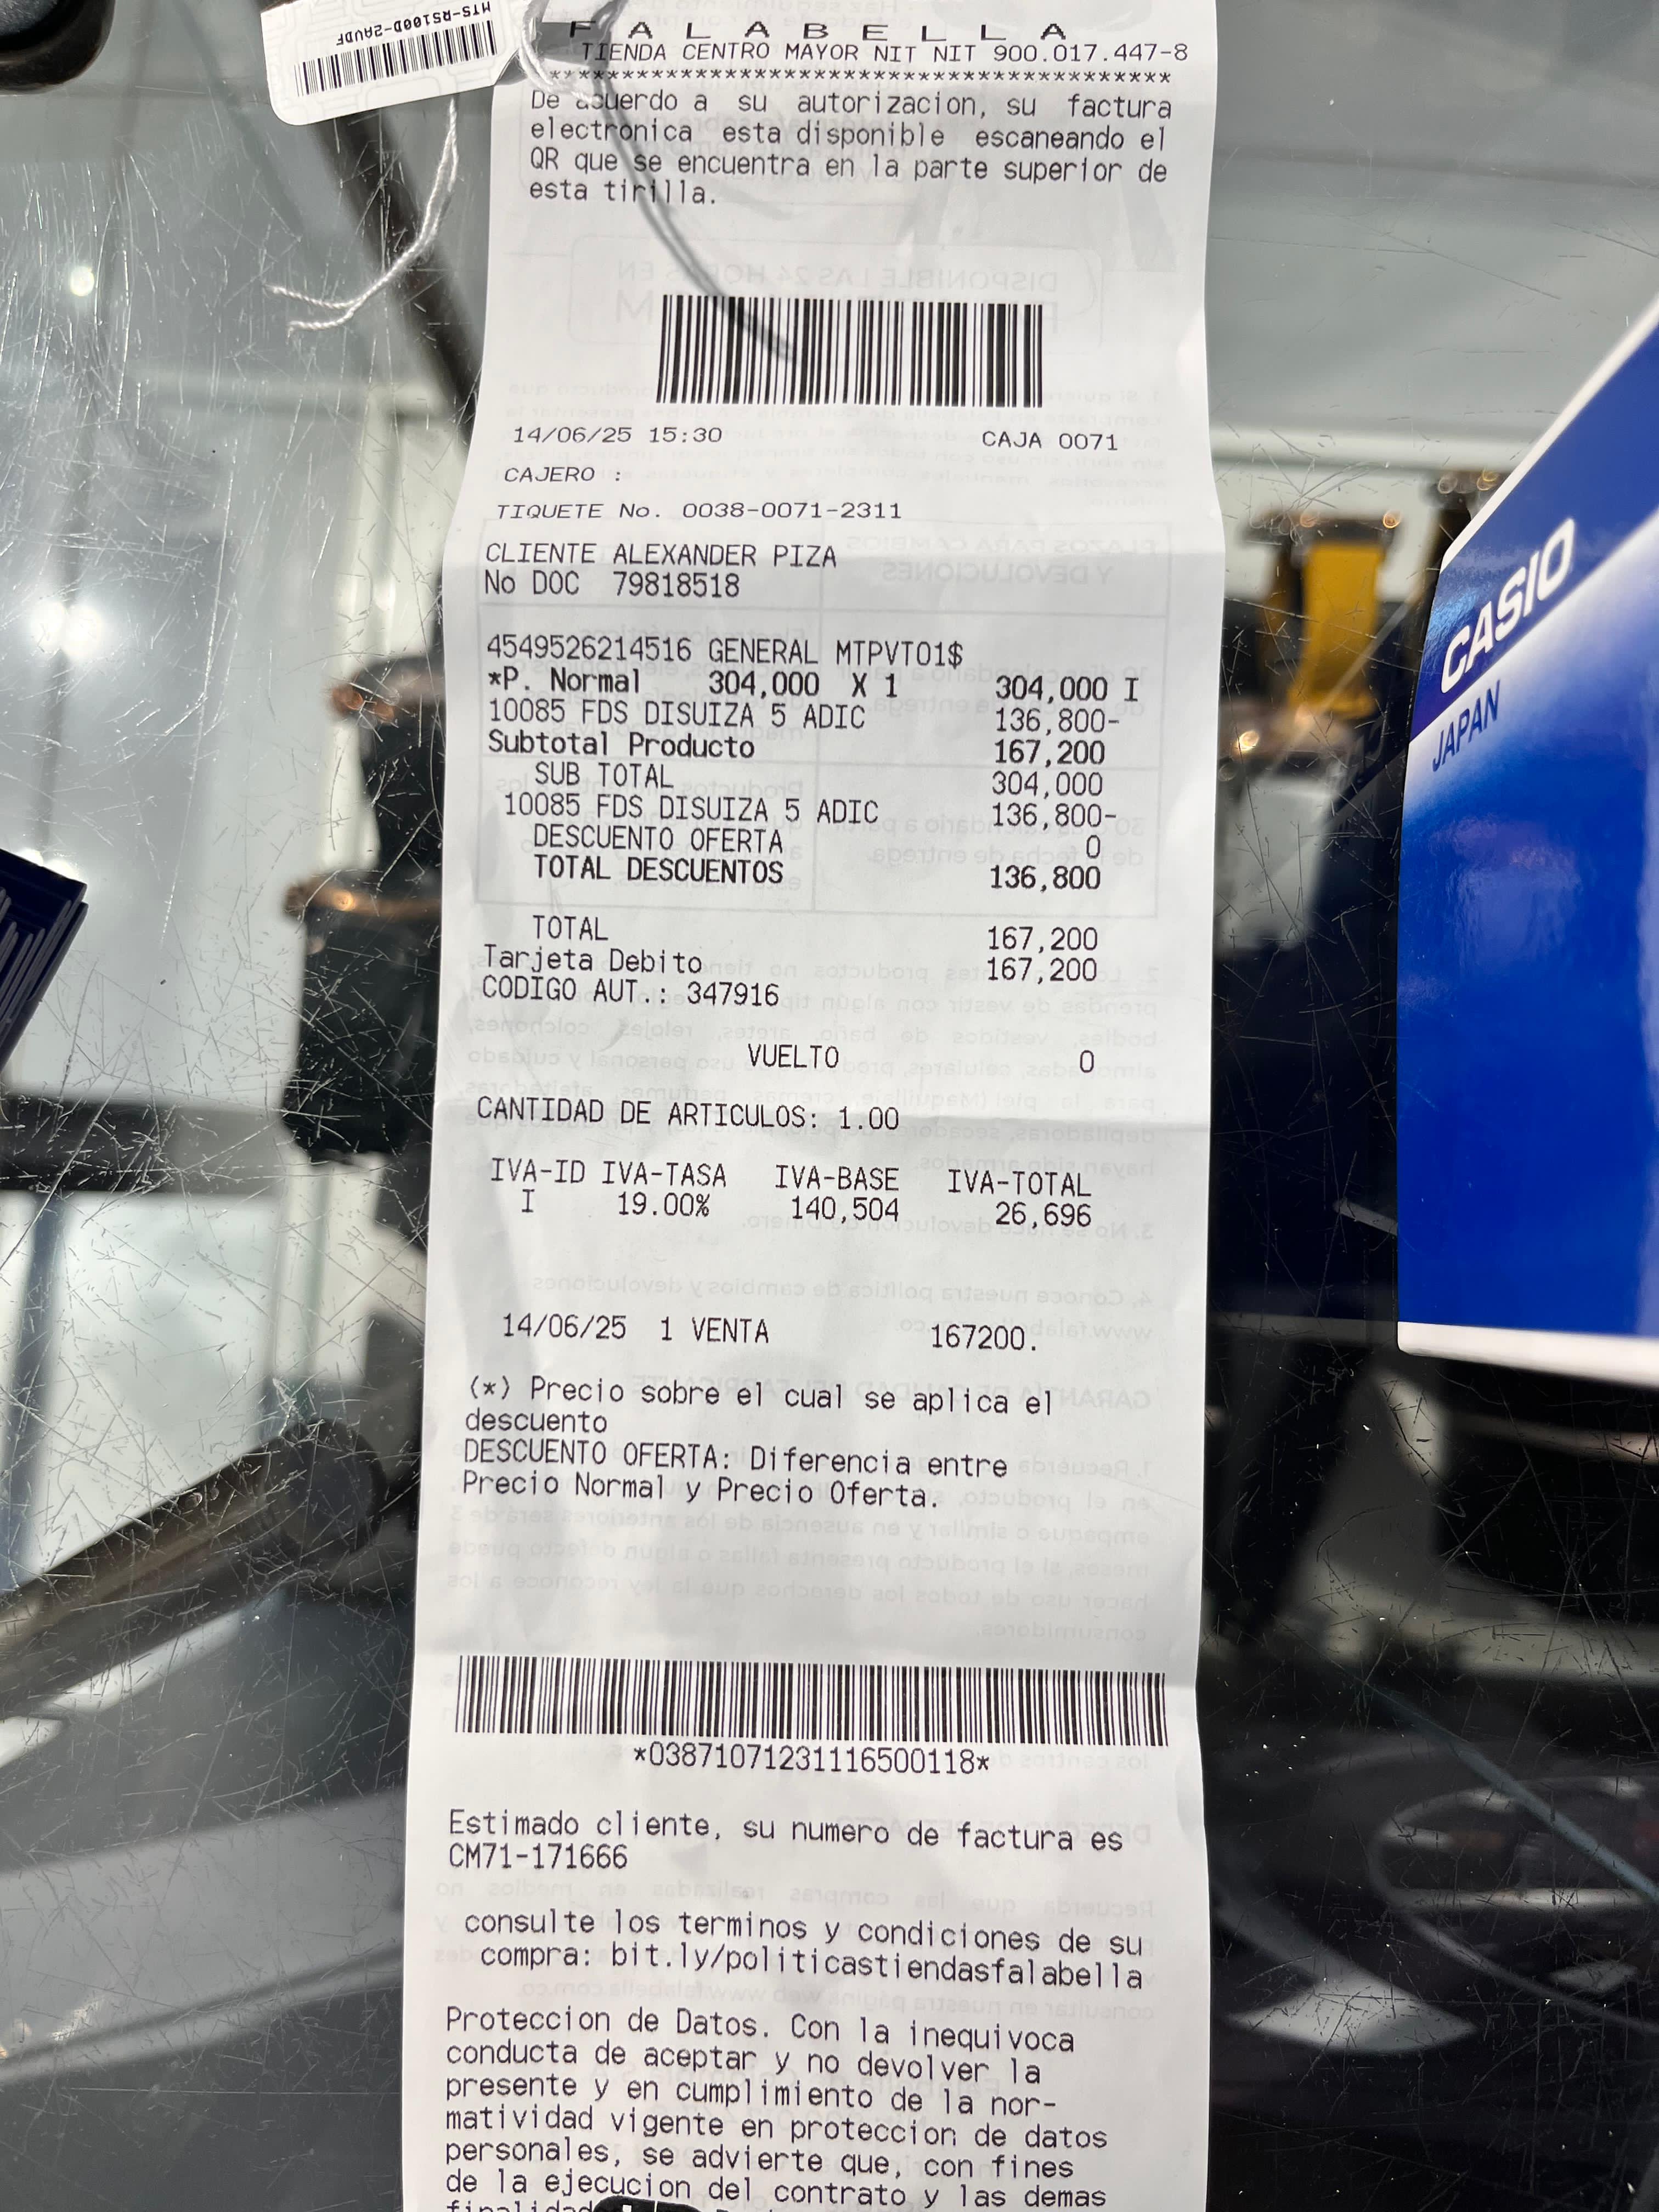 MTS-RS100D-2AVDF
F A L A B E L L A
TIENDA CENTRO MAYOR NIT NIT 900.017.447-8
*****************************************
De acuerdo a su autorizacion, su factura
electronica esta disponible escaneando el
QR que se encuentra en la parte superior de
esta tirilla.
14/06/25 15:30 CAJA 0071
CAJERO :
TIQUETE No. 0038-0071-2311
CLIENTE ALEXANDER PIZA
No DOC 79818518
4549526214516 GENERAL MTPVT01$
*P. Normal 304,000 X 1 304,000 I
10085 FDS DISUIZA 5 ADIC 136,800-
Subtotal Producto 167,200
SUB TOTAL 304,000
10085 FDS DISUIZA 5 ADIC 136,800-
DESCUENTO OFERTA 0
TOTAL DESCUENTOS 136,800
TOTAL 167,200
Tarjeta Debito 167,200
CODIGO AUT.: 347916
VUELTO 0
CANTIDAD DE ARTICULOS: 1.00
IVA-ID IVA-TASA IVA-BASE IVA-TOTAL
I 19.00% 140,504 26,696
14/06/25 1 VENTA 167200.
(*) Precio sobre el cual se aplica el
descuento
DESCUENTO OFERTA: Diferencia entre
Precio Normal y Precio Oferta.
*03871071231116500118*
Estimado cliente, su numero de factura es
CM71-171666
consulte los terminos y condiciones de su
compra: bit.ly/politicastiendasfalabella
Proteccion de Datos. Con la inequivoca
conducta de aceptar y no devolver la
presente y en cumplimiento de la nor-
matividad vigente en proteccion de datos
personales, se advierte que, con fines
de la ejecucion del contrato y las demas
CASIO
JAPAN